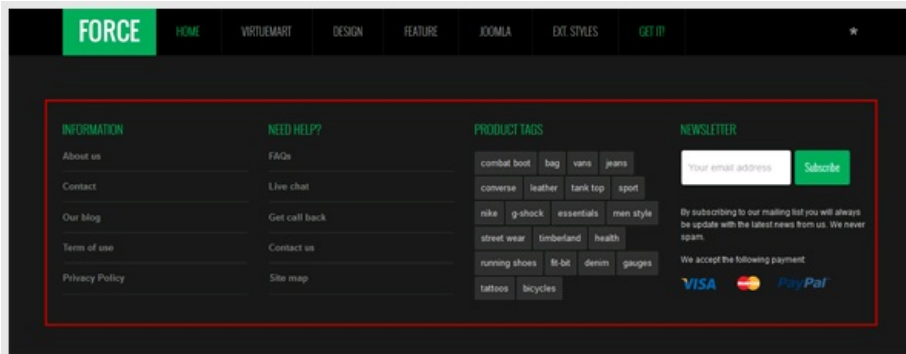 FORCE
HOME VIRTUEMART DESIGN FEATURE JOOMLA EXT. STYLES GET IT!
INFORMATION
About us
Contact
Our blog
Term of use
Privacy Policy
NEED HELP?
FAQs
Live chat
Get call back
Contact us
Site map
PRODUCT TAGS
combat boot bag vans jeans
converse leather tank top sport
nike g-shock essentials men style
street wear timberland health
running shoes fit-bit denim gauges
tattoos bicycles
NEWSLETTER
Your email address Subscribe
By subscribing to our mailing list you will always
be update with the latest news from us. We never
spam.
We accept the following payment:
VISA PayPal